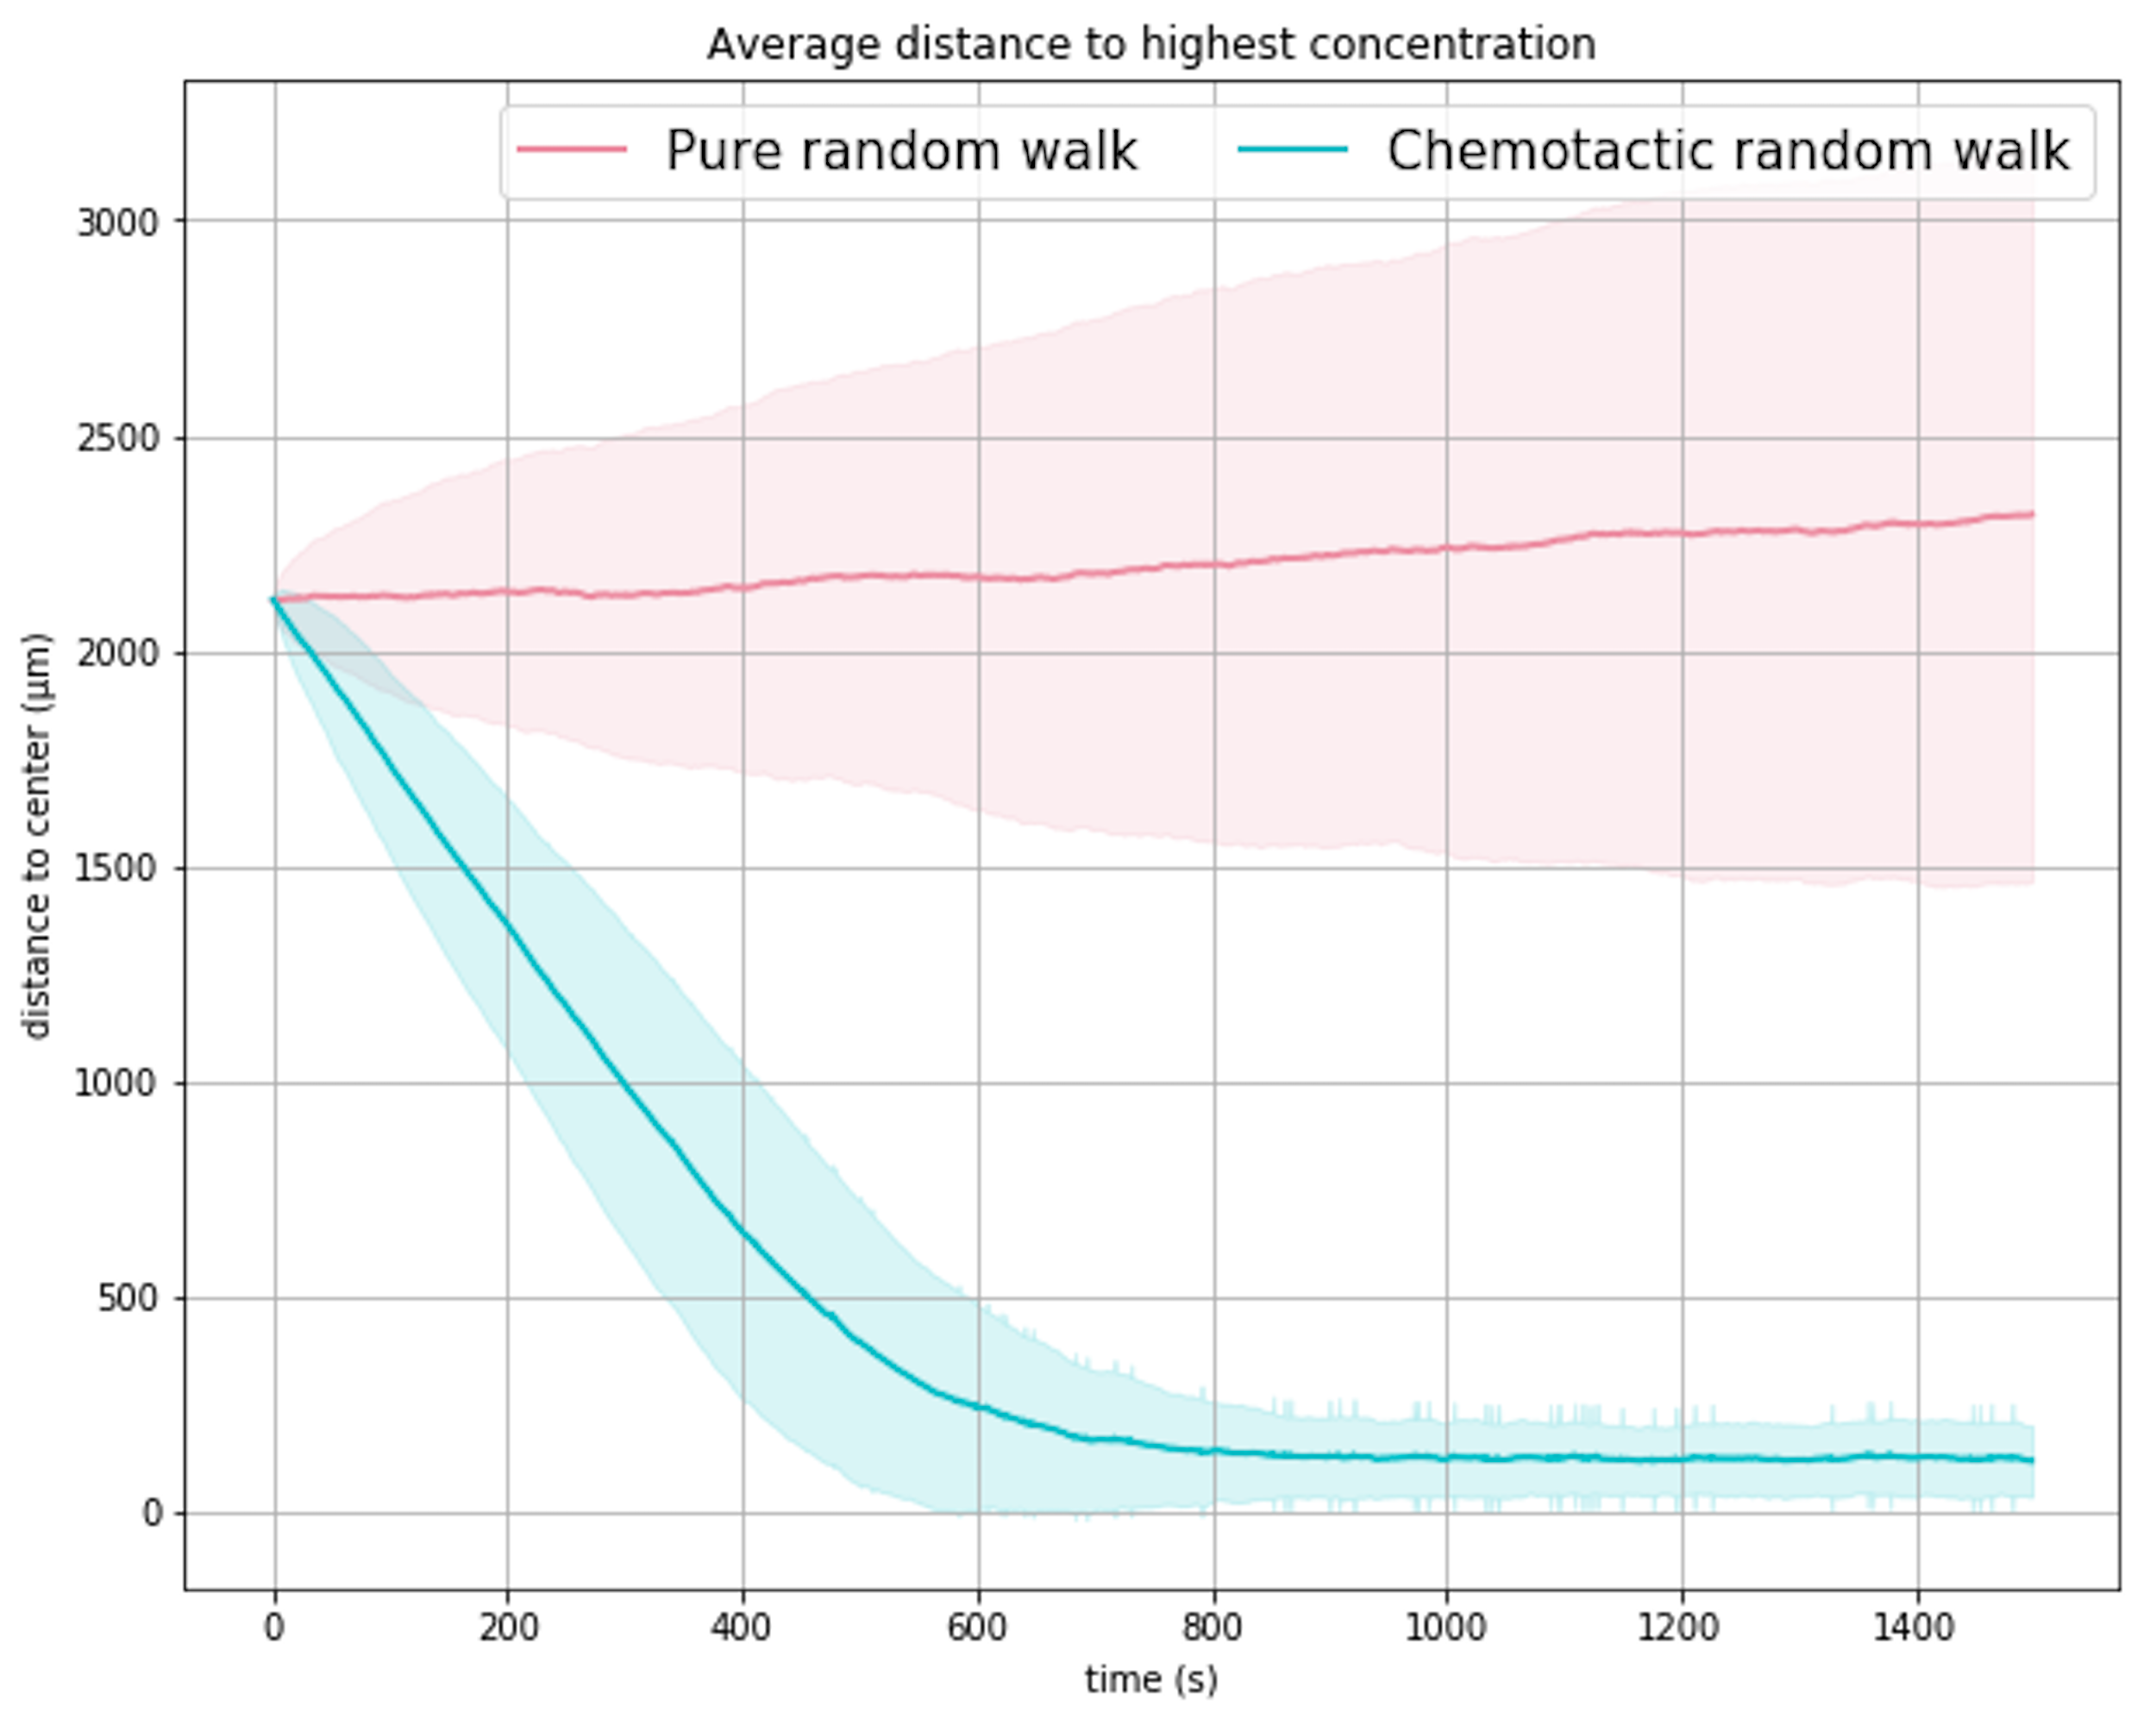 Average distance to highest concentration
Pure random walk Chemotactic random walk
3000
2500
2000
1500
1000
500
0
distance to center (µm)
0 200 400 600 800 1000 1200 1400
time (s)